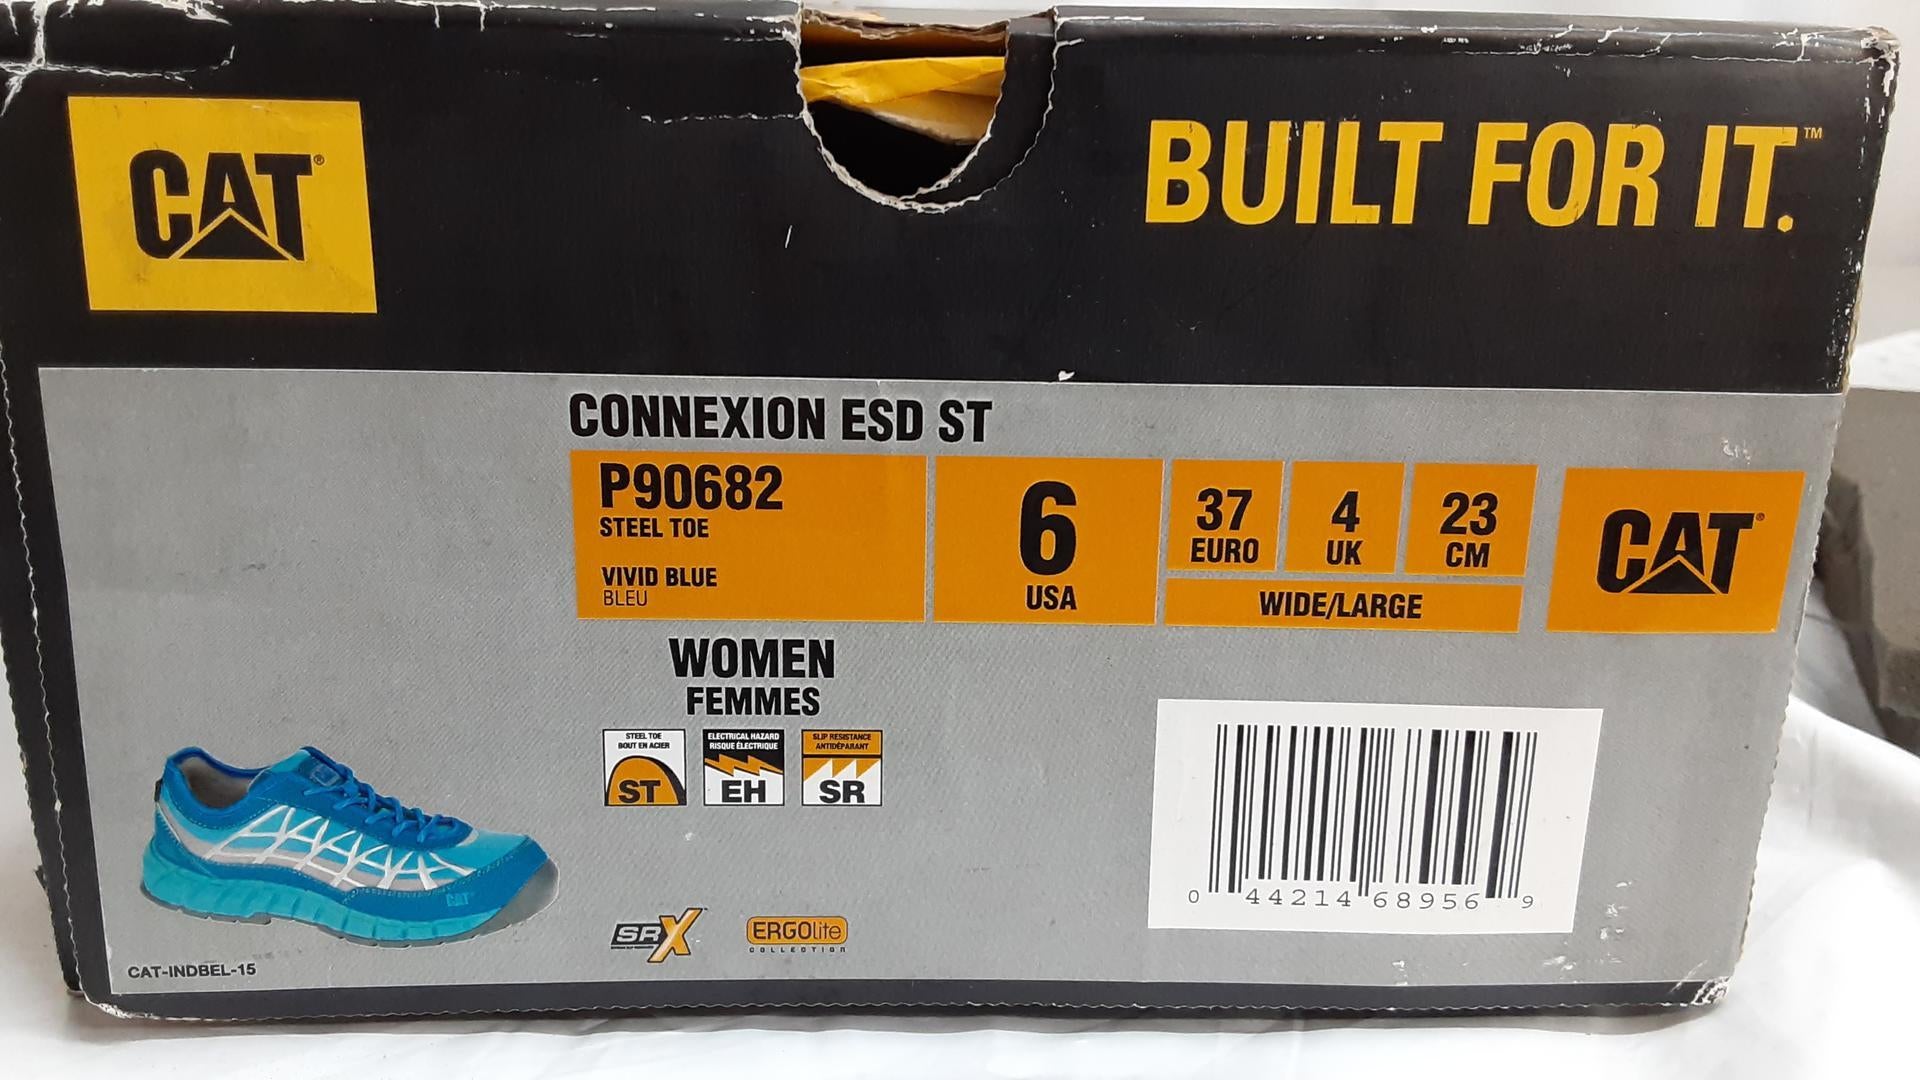 CAT®
BUILT FOR IT.™
CONNEXION ESD ST
P90682
STEEL TOE
VIVID BLUE
BLEU
6
USA
37
EURO
4
UK
23
CM
WIDE/LARGE
CAT®
WOMEN
FEMMES
STEEL TOE
BOUT EN ACIER
ST
ELECTRICAL HAZARD
RISQUE ÉLECTRIQUE
EH
SLIP RESISTANCE
ANTIDÉPARANT
SR
CAT
SRX
ERGOlite
COLLECTION
0 44214 68956 9
CAT-INDBEL-15